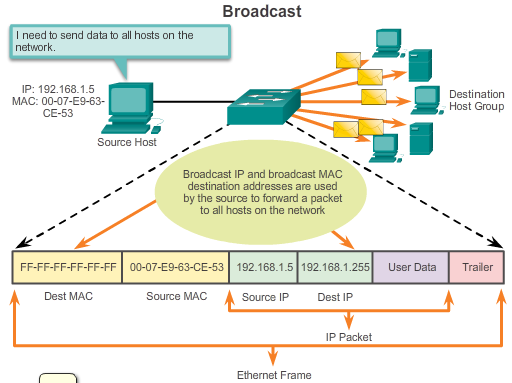 Broadcast
I need to send data to all hosts on the
network.
IP: 192.168.1.5
MAC: 00-07-E9-63-
CE-53
Source Host
Destination
Host Group
Broadcast IP and broadcast MAC
destination addresses are used
by the source to forward a packet
to all hosts on the network
FF-FF-FF-FF-FF-FF 00-07-E9-63-CE-53 192.168.1.5 192.168.1.255 User Data Trailer
Dest MAC Source MAC Source IP Dest IP
IP Packet
Ethernet Frame